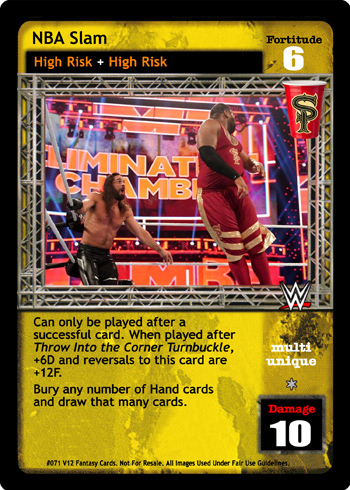 NBA Slam
Fortitude
6
High Risk + High Risk
SP
ELIMINATION
CHAMBER
W
Can only be played after a
successful card. When played after
Throw Into the Corner Turnbuckle,
+6D and reversals to this card are
+12F.
Bury any number of Hand cards
and draw that many cards.
multi
unique
*
Damage
10
#071 V12 Fantasy Cards. Not For Resale. All Images Used Under Fair Use Guidelines.